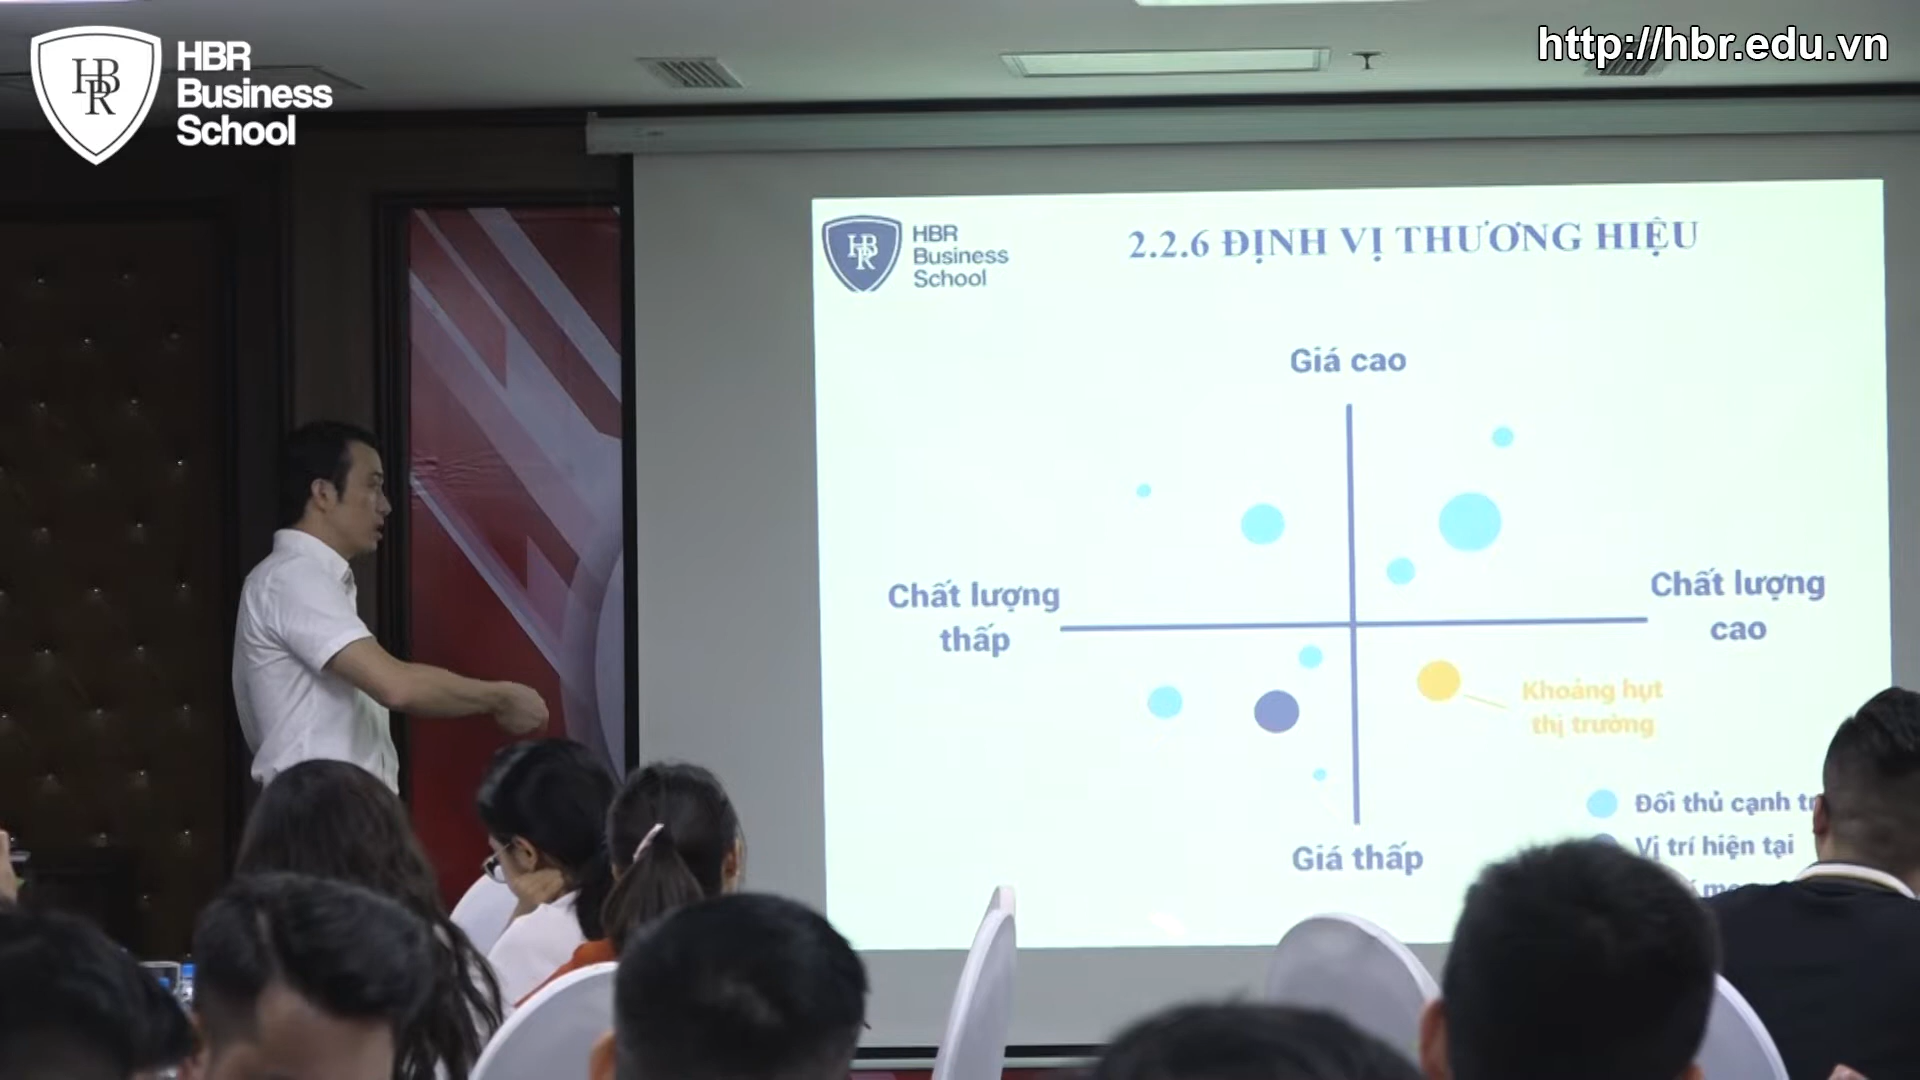 HBR
Business
School
http://hbr.edu.vn
HBR
Business
School
2.2.6 ĐỊNH VỊ THƯƠNG HIỆU
Giá cao
Chất lượng
thấp
Chất lượng
cao
Khoảng hụt
thị trường
Giá thấp
Đối thủ cạnh
Vị trí hiện tại